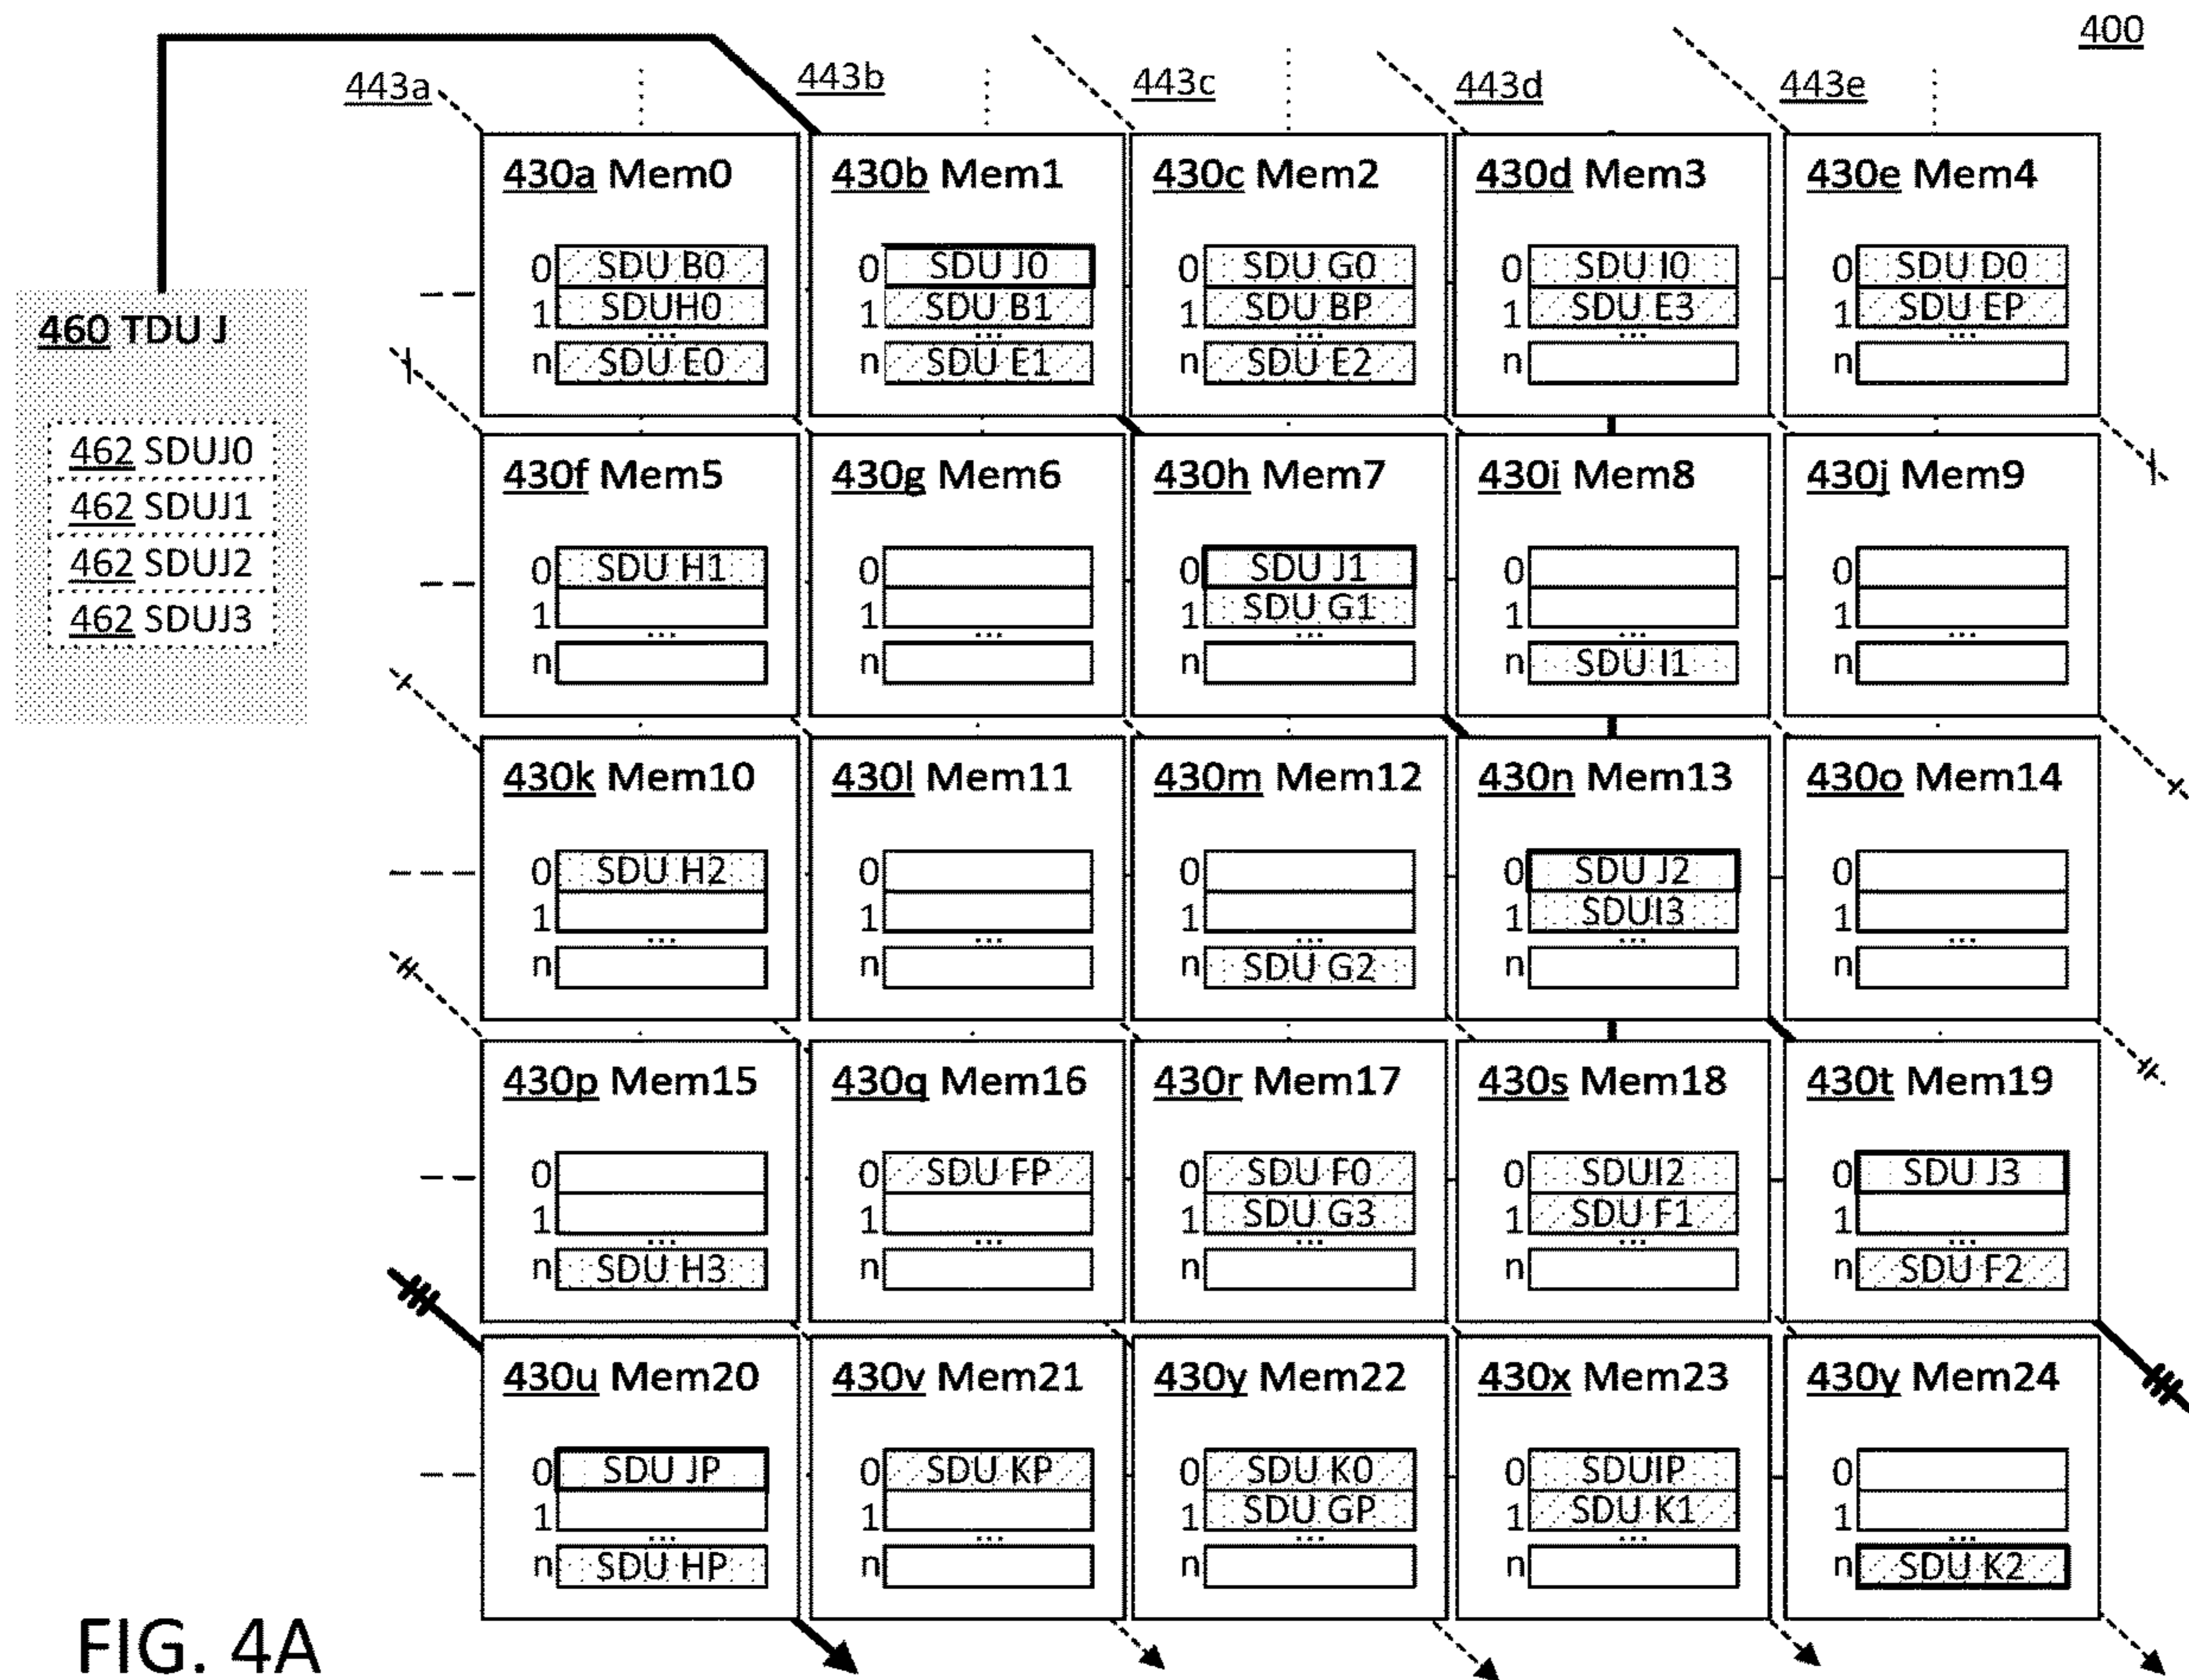 400
443a
443b
443c
443d
443e
460 TDU J
462 SDUJ0
462 SDUJ1
462 SDUJ2
462 SDUJ3
430a Mem0
0 SDU B0
1 SDUH0
...
n SDU E0
430b Mem1
0 SDU J0
1 SDU B1
...
n SDU E1
430c Mem2
0 SDU G0
1 SDU BP
...
n SDU E2
430d Mem3
0 SDU I0
1 SDU E3
...
n
430e Mem4
0 SDU D0
1 SDU EP
...
n
430f Mem5
0 SDU H1
1
...
n
430g Mem6
0
1
...
n
430h Mem7
0 SDU J1
1 SDU G1
...
n
430i Mem8
0
1
...
n SDU I1
430j Mem9
0
1
...
n
430k Mem10
0 SDU H2
1
...
n
430l Mem11
0
1
...
n
430m Mem12
0
1
...
n SDU G2
430n Mem13
0 SDU J2
1 SDUI3
...
n
430o Mem14
0
1
...
n
430p Mem15
0
1
...
n SDU H3
430q Mem16
0 SDU FP
1
...
n
430r Mem17
0 SDU F0
1 SDU G3
...
n
430s Mem18
0 SDUI2
1 SDU F1
...
n
430t Mem19
0 SDU J3
1
...
n SDU F2
430u Mem20
0 SDU JP
1
...
n SDU HP
430v Mem21
0 SDU KP
1
...
n
430y Mem22
0 SDU K0
1 SDU GP
...
n
430x Mem23
0 SDUIP
1 SDU K1
...
n
430y Mem24
0
1
...
n SDU K2
FIG. 4A